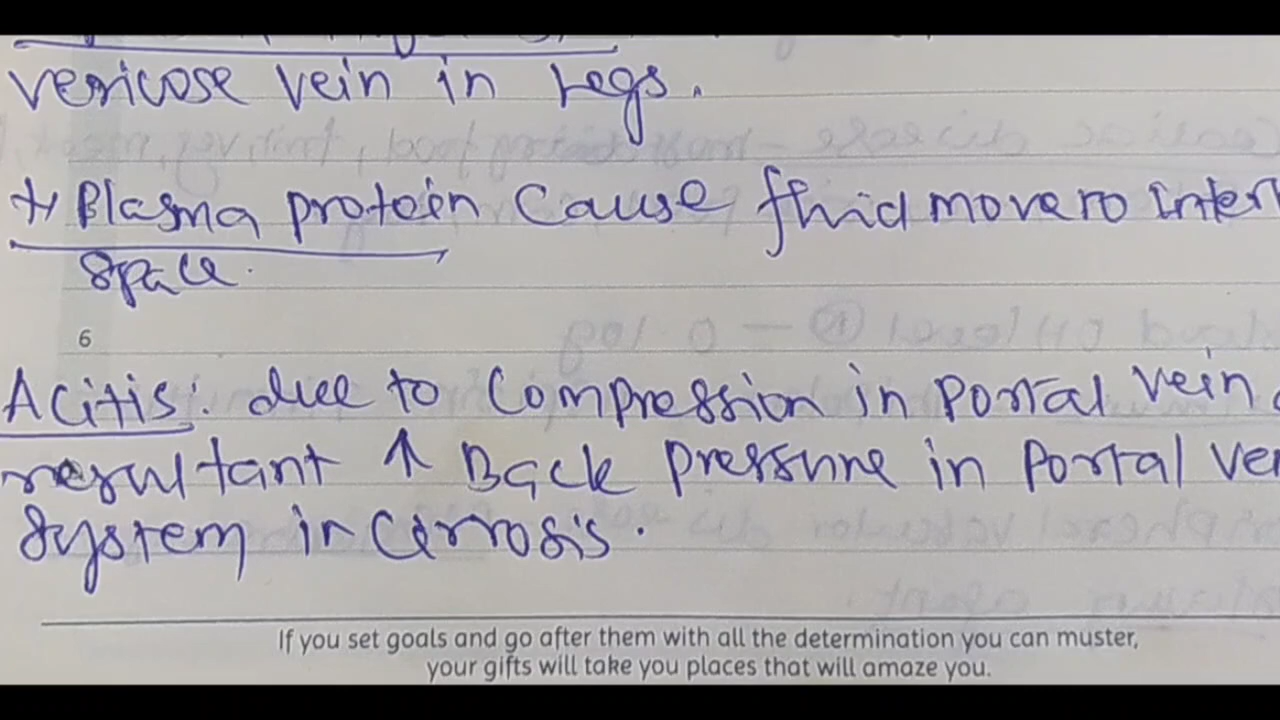 vericose vein in Legs.
Plasma protein cause fluid move to inter
space.
6
Acitis: due to compression in portal vein
resultant ↑ Back pressure in portal ve
system in cirrosis.
If you set goals and go after them with all the determination you can muster,
your gifts will take you places that will amaze you.